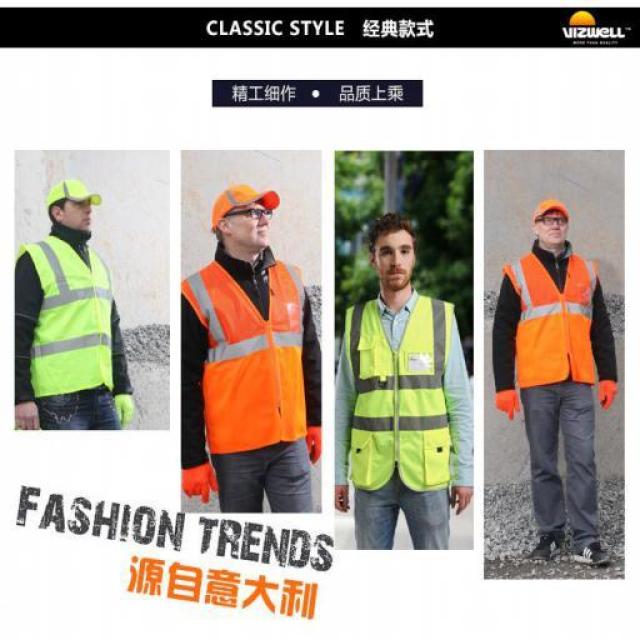 CLASSIC STYLE 经典款式
VIZWELL
MORE THAN QUALITY
精工细作 • 品质上乘
FASHION TRENDS
源自意大利